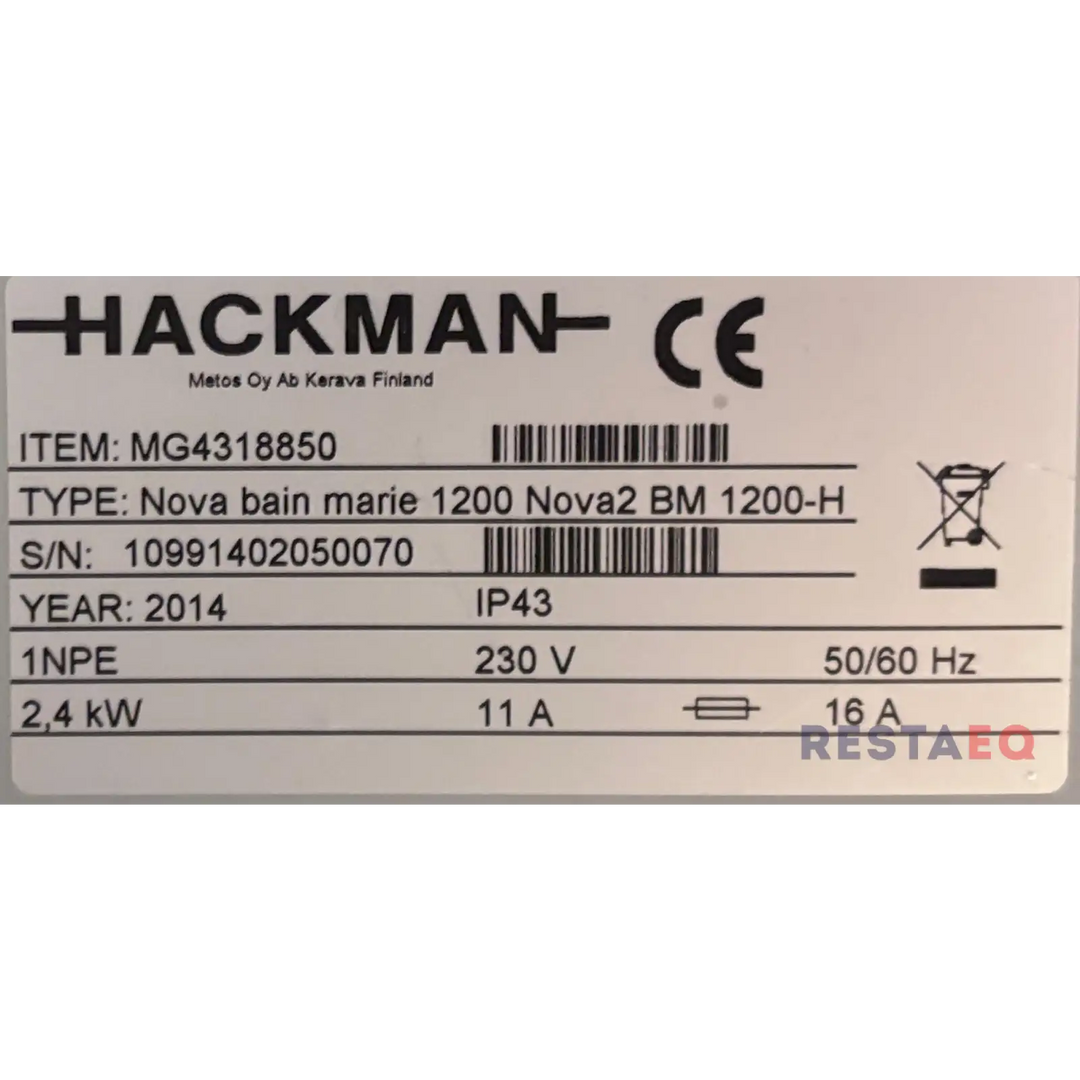 HACKMAN CE
Metos Oy Ab Kerava Finland
ITEM: MG4318850
TYPE: Nova bain marie 1200 Nova2 BM 1200-H
S/N: 10991402050070
YEAR: 2014 IP43
1NPE 230 V 50/60 Hz
2,4 kW 11 A 16 A
RESTAEQ